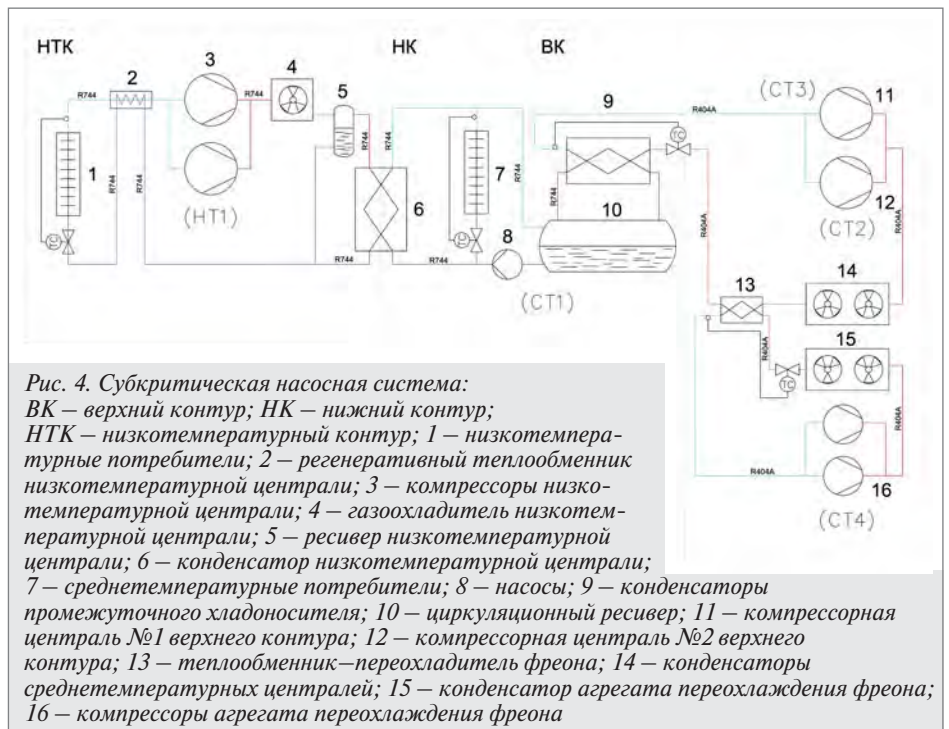 НТК
НК
ВК
3
4
2
5
9
(СТ3)
11
R744
R744
R404A
1
R744
R744
R744
R744
7
R744
R744
TC
12
(НТ1)
6
10
(СТ2)
TC
8
R404A
R404A
R744
R744
(СТ1)
13
14
15
R404A
R404A
TC
R404A
R404A
16
(СТ4)
Рис. 4. Субкритическая насосная система:
ВК – верхний контур; НК – нижний контур;
НТК – низкотемпературный контур; 1 – низкотемпера-
турные потребители; 2 – регенеративный теплообменник
низкотемпературной централи; 3 – компрессоры низко-
температурной централи; 4 – газоохладитель низкотем-
пературной централи; 5 – ресивер низкотемпературной
централи; 6 – конденсатор низкотемпературной централи;
7 – среднетемпературные потребители; 8 – насосы; 9 – конденсаторы
промежуточного хладоносителя; 10 – циркуляционный ресивер; 11 – компрессорная
централь №1 верхнего контура; 12 – компрессорная централь №2 верхнего
контура; 13 – теплообменник–переохладитель фреона; 14 – конденсаторы
среднетемпературных централей; 15 – конденсатор агрегата переохлаждения фреона;
16 – компрессоры агрегата переохлаждения фреона